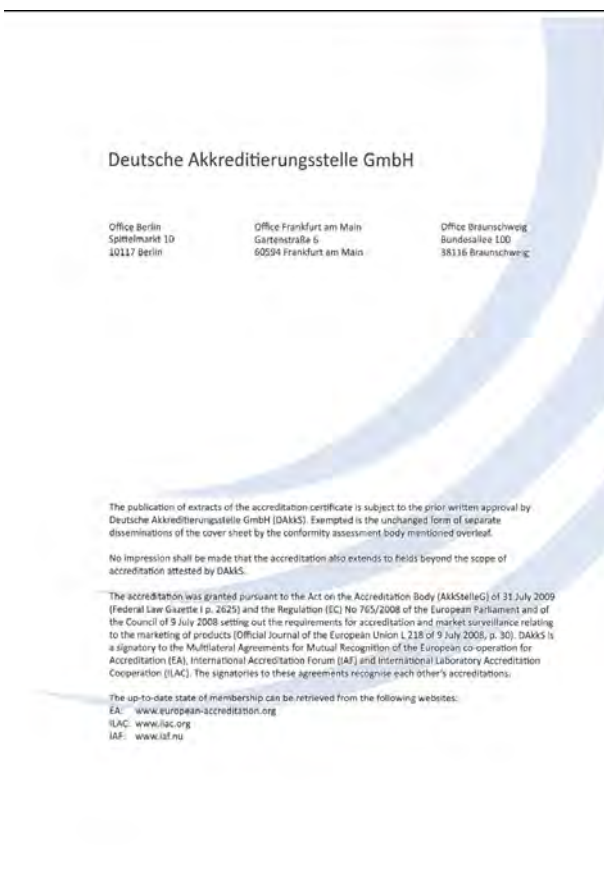 Deutsche Akkreditierungsstelle GmbH
Office Berlin
Spittelmarkt 10
10117 Berlin
Office Frankfurt am Main
Gartenstraße 6
60594 Frankfurt am Main
Office Braunschweig
Bundesallee 100
38116 Braunschweig
The publication of extracts of the accreditation certificate is subject to the prior written approval by
Deutsche Akkreditierungsstelle GmbH (DAkkS). Exempted is the unchanged form of separate
disseminations of the cover sheet by the conformity assessment body mentioned overleaf.
No impression shall be made that the accreditation also extends to fields beyond the scope of
accreditation attested by DAkkS.
The accreditation was granted pursuant to the Act on the Accreditation Body (AkkStelleG) of 31 July 2009
(Federal Law Gazette I p. 2625) and the Regulation (EC) No 765/2008 of the European Parliament and of
the Council of 9 July 2008 setting out the requirements for accreditation and market surveillance relating
to the marketing of products (Official Journal of the European Union L 218 of 9 July 2008, p. 30). DAkkS is
a signatory to the Multilateral Agreements for Mutual Recognition of the European co-operation for
Accreditation (EA), International Accreditation Forum (IAF) and International Laboratory Accreditation
Cooperation (ILAC). The signatories to these agreements recognise each other's accreditations.
The up-to-date state of membership can be retrieved from the following websites:
EA: www.european-accreditation.org
ILAC: www.ilac.org
IAF: www.iaf.nu